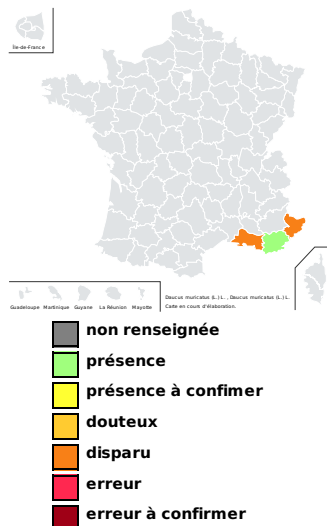 Île-de-France
Guadeloupe Martinique Guyane La Réunion Mayotte
Daucus muricatus (L.) L. , Daucus muricatus (L.) L.
Carte en cours d'élaboration.
non renseignée
présence
présence à confimer
douteux
disparu
erreur
erreur à confirmer